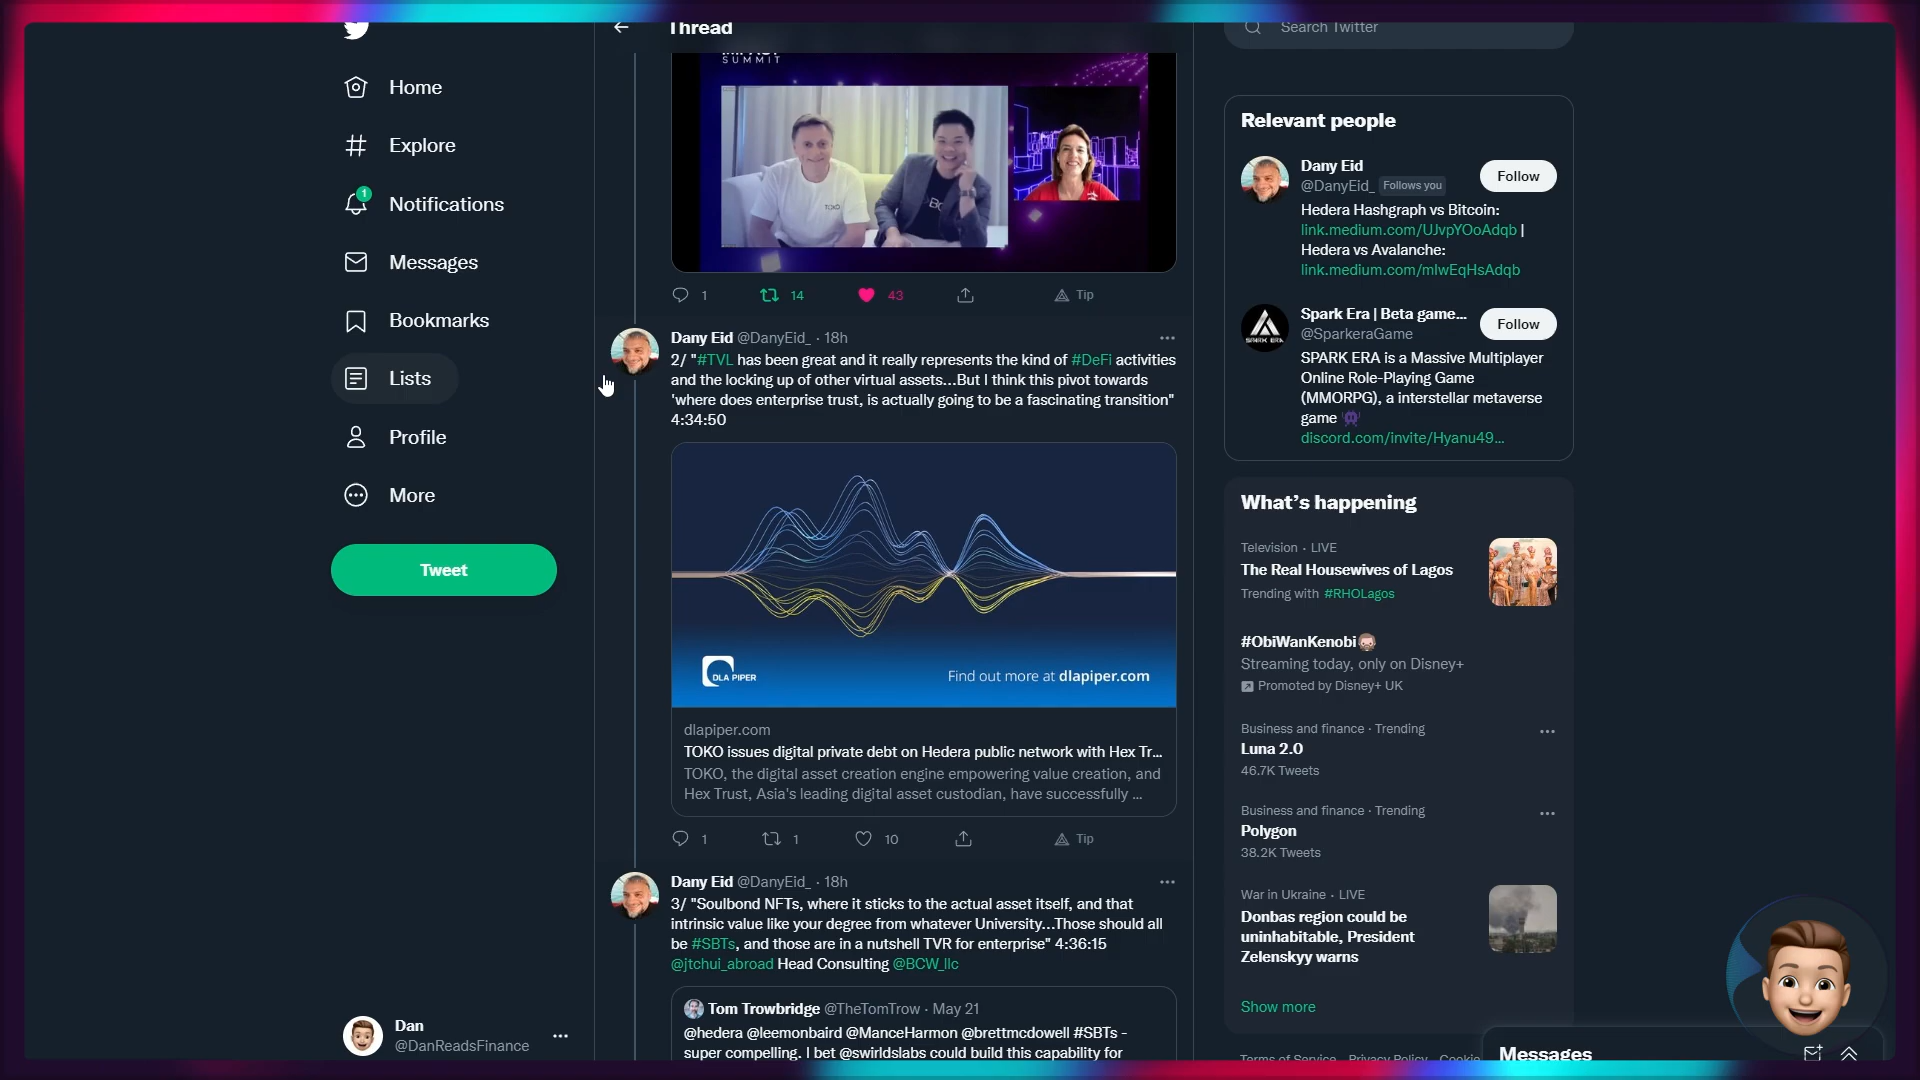 Home
Explore
1
Notifications
Messages
Bookmarks
Lists
Profile
More
Tweet
Dan
@DanReadsFinance
Thread
SUMMIT
TOKO
1
14
43
Tip
Dany Eid @DanyEid_ · 18h
2/ "#TVL has been great and it really represents the kind of #DeFi activities
and the locking up of other virtual assets...But I think this pivot towards
'where does enterprise trust, is actually going to be a fascinating transition"
4:34:50
DLA PIPER
Find out more at dlapiper.com
dlapiper.com
TOKO issues digital private debt on Hedera public network with Hex Tr...
TOKO, the digital asset creation engine empowering value creation, and
Hex Trust, Asia's leading digital asset custodian, have successfully ...
1
1
10
Tip
Dany Eid @DanyEid_ · 18h
3/ "Soulbond NFTs, where it sticks to the actual asset itself, and that
intrinsic value like your degree from whatever University...Those should all
be #SBTs, and those are in a nutshell TVR for enterprise" 4:36:15
@jtchui_abroad Head Consulting @BCW_llc
Tom Trowbridge @TheTomTrow · May 21
@hedera @leemonbaird @ManceHarmon @brettmcdowell #SBTs -
super compelling. I bet @swirldslabs could build this capability for
Search Twitter
Relevant people
Dany Eid
@DanyEid_ Follows you
Follow
Hedera Hashgraph vs Bitcoin:
link.medium.com/UJvpYOoAdqb |
Hedera vs Avalanche:
link.medium.com/mIwEqHsAdqb
SPARK ERA
Spark Era | Beta game...
@SparkeraGame
Follow
SPARK ERA is a Massive Multiplayer
Online Role-Playing Game
(MMORPG), a interstellar metaverse
game 👾
discord.com/invite/Hyanu49...
What's happening
Television · LIVE
The Real Housewives of Lagos
Trending with #RHOLagos
#ObiWanKenobi
Streaming today, only on Disney+
Promoted by Disney+ UK
Business and finance · Trending
Luna 2.0
46.7K Tweets
Business and finance · Trending
Polygon
38.2K Tweets
War in Ukraine · LIVE
Donbas region could be
uninhabitable, President
Zelenskyy warns
Show more
Terms of Service Privacy Policy Cookie
Messages